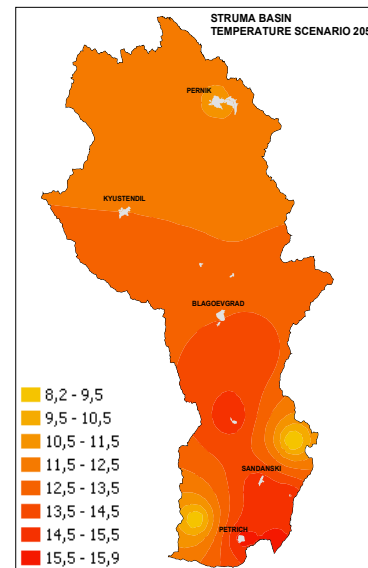 STRUMA BASIN
TEMPERATURE SCENARIO 205
PERNIK
KYUSTENDIL
BLAGOEVGRAD
8,2 - 9,5
9,5 - 10,5
10,5 - 11,5
11,5 - 12,5
12,5 - 13,5
13,5 - 14,5
14,5 - 15,5
15,5 - 15,9
SANDANSKI
PETRICH